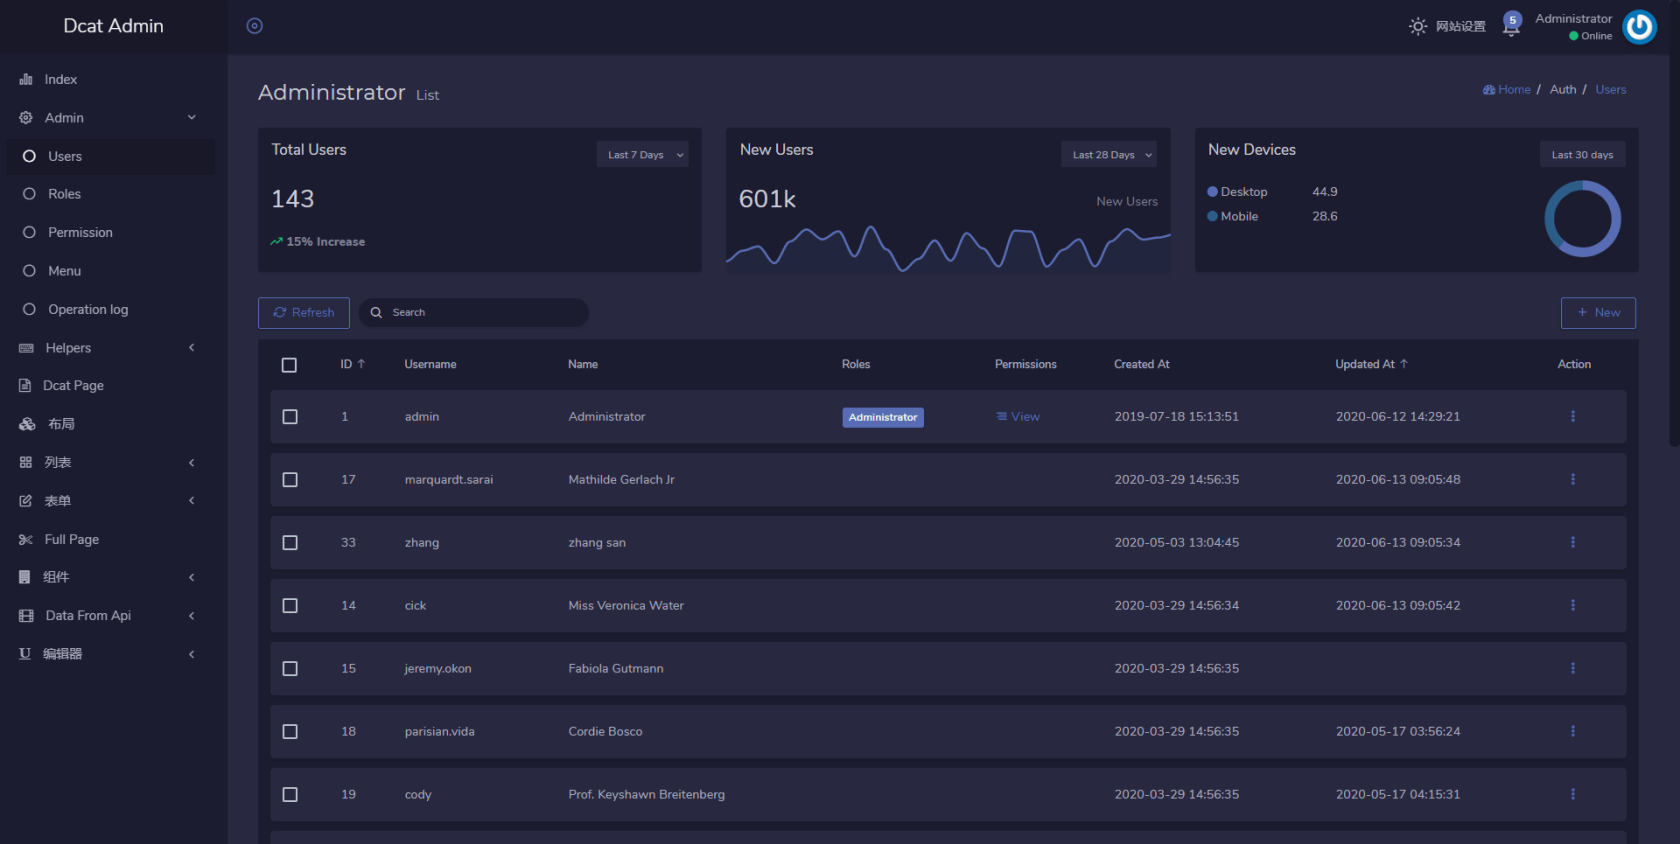 Dcat Admin
网站设置
5
Administrator
Online
Index
Admin
Users
Roles
Permission
Menu
Operation log
Helpers
Dcat Page
布局
列表
表单
Full Page
组件
Data From Api
编辑器
Administrator List
Home / Auth / Users
Total Users
Last 7 Days
143
15% Increase
New Users
Last 28 Days
601k
New Users
New Devices
Last 30 days
Desktop 44.9
Mobile 28.6
Refresh
Search
+ New
ID ↑ Username Name Roles Permissions Created At Updated At ↑ Action
1 admin Administrator Administrator View 2019-07-18 15:13:51 2020-06-12 14:29:21
17 marquardt.sarai Mathilde Gerlach Jr 2020-03-29 14:56:35 2020-06-13 09:05:48
33 zhang zhang san 2020-05-03 13:04:45 2020-06-13 09:05:34
14 cick Miss Veronica Water 2020-03-29 14:56:34 2020-06-13 09:05:42
15 jeremy.okon Fabiola Gutmann 2020-03-29 14:56:35
18 parisian.vida Cordie Bosco 2020-03-29 14:56:35 2020-05-17 03:56:24
19 cody Prof. Keyshawn Breitenberg 2020-03-29 14:56:35 2020-05-17 04:15:31